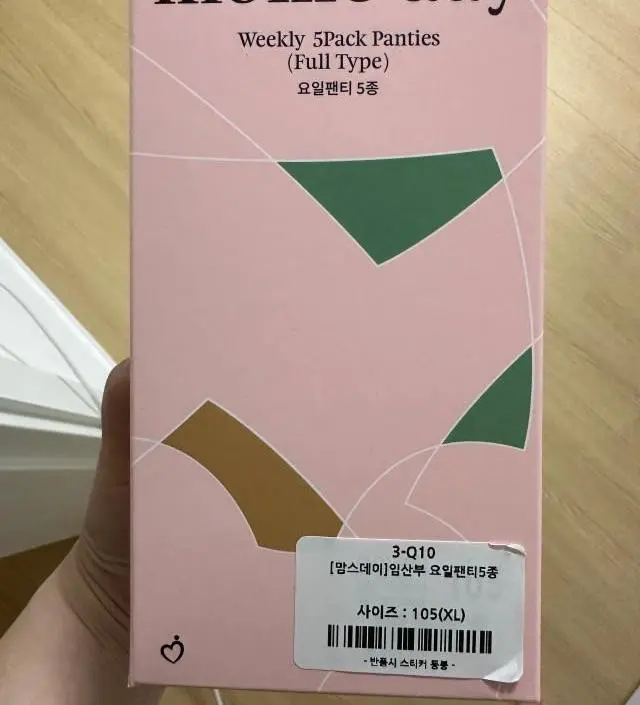 Weekly 5Pack Panties
(Full Type)
요일팬티 5종
3-Q10
[맘스데이]임산부 요일팬티5종
사이즈 : 105(XL)
- 반품시 스티커 동봉 -